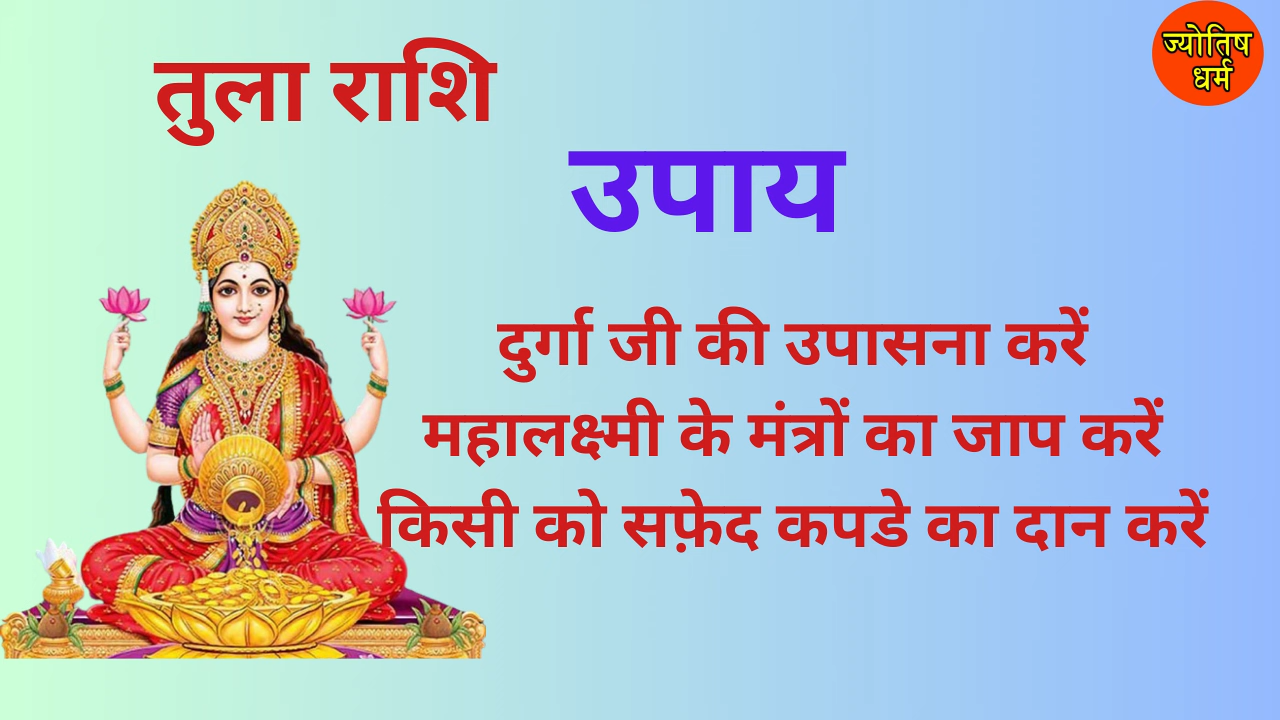 तुला राशि
ज्योतिष
धर्म
उपाय
दुर्गा जी की उपासना करें
महालक्ष्मी के मंत्रों का जाप करें
किसी को सफ़ेद कपडे का दान करें